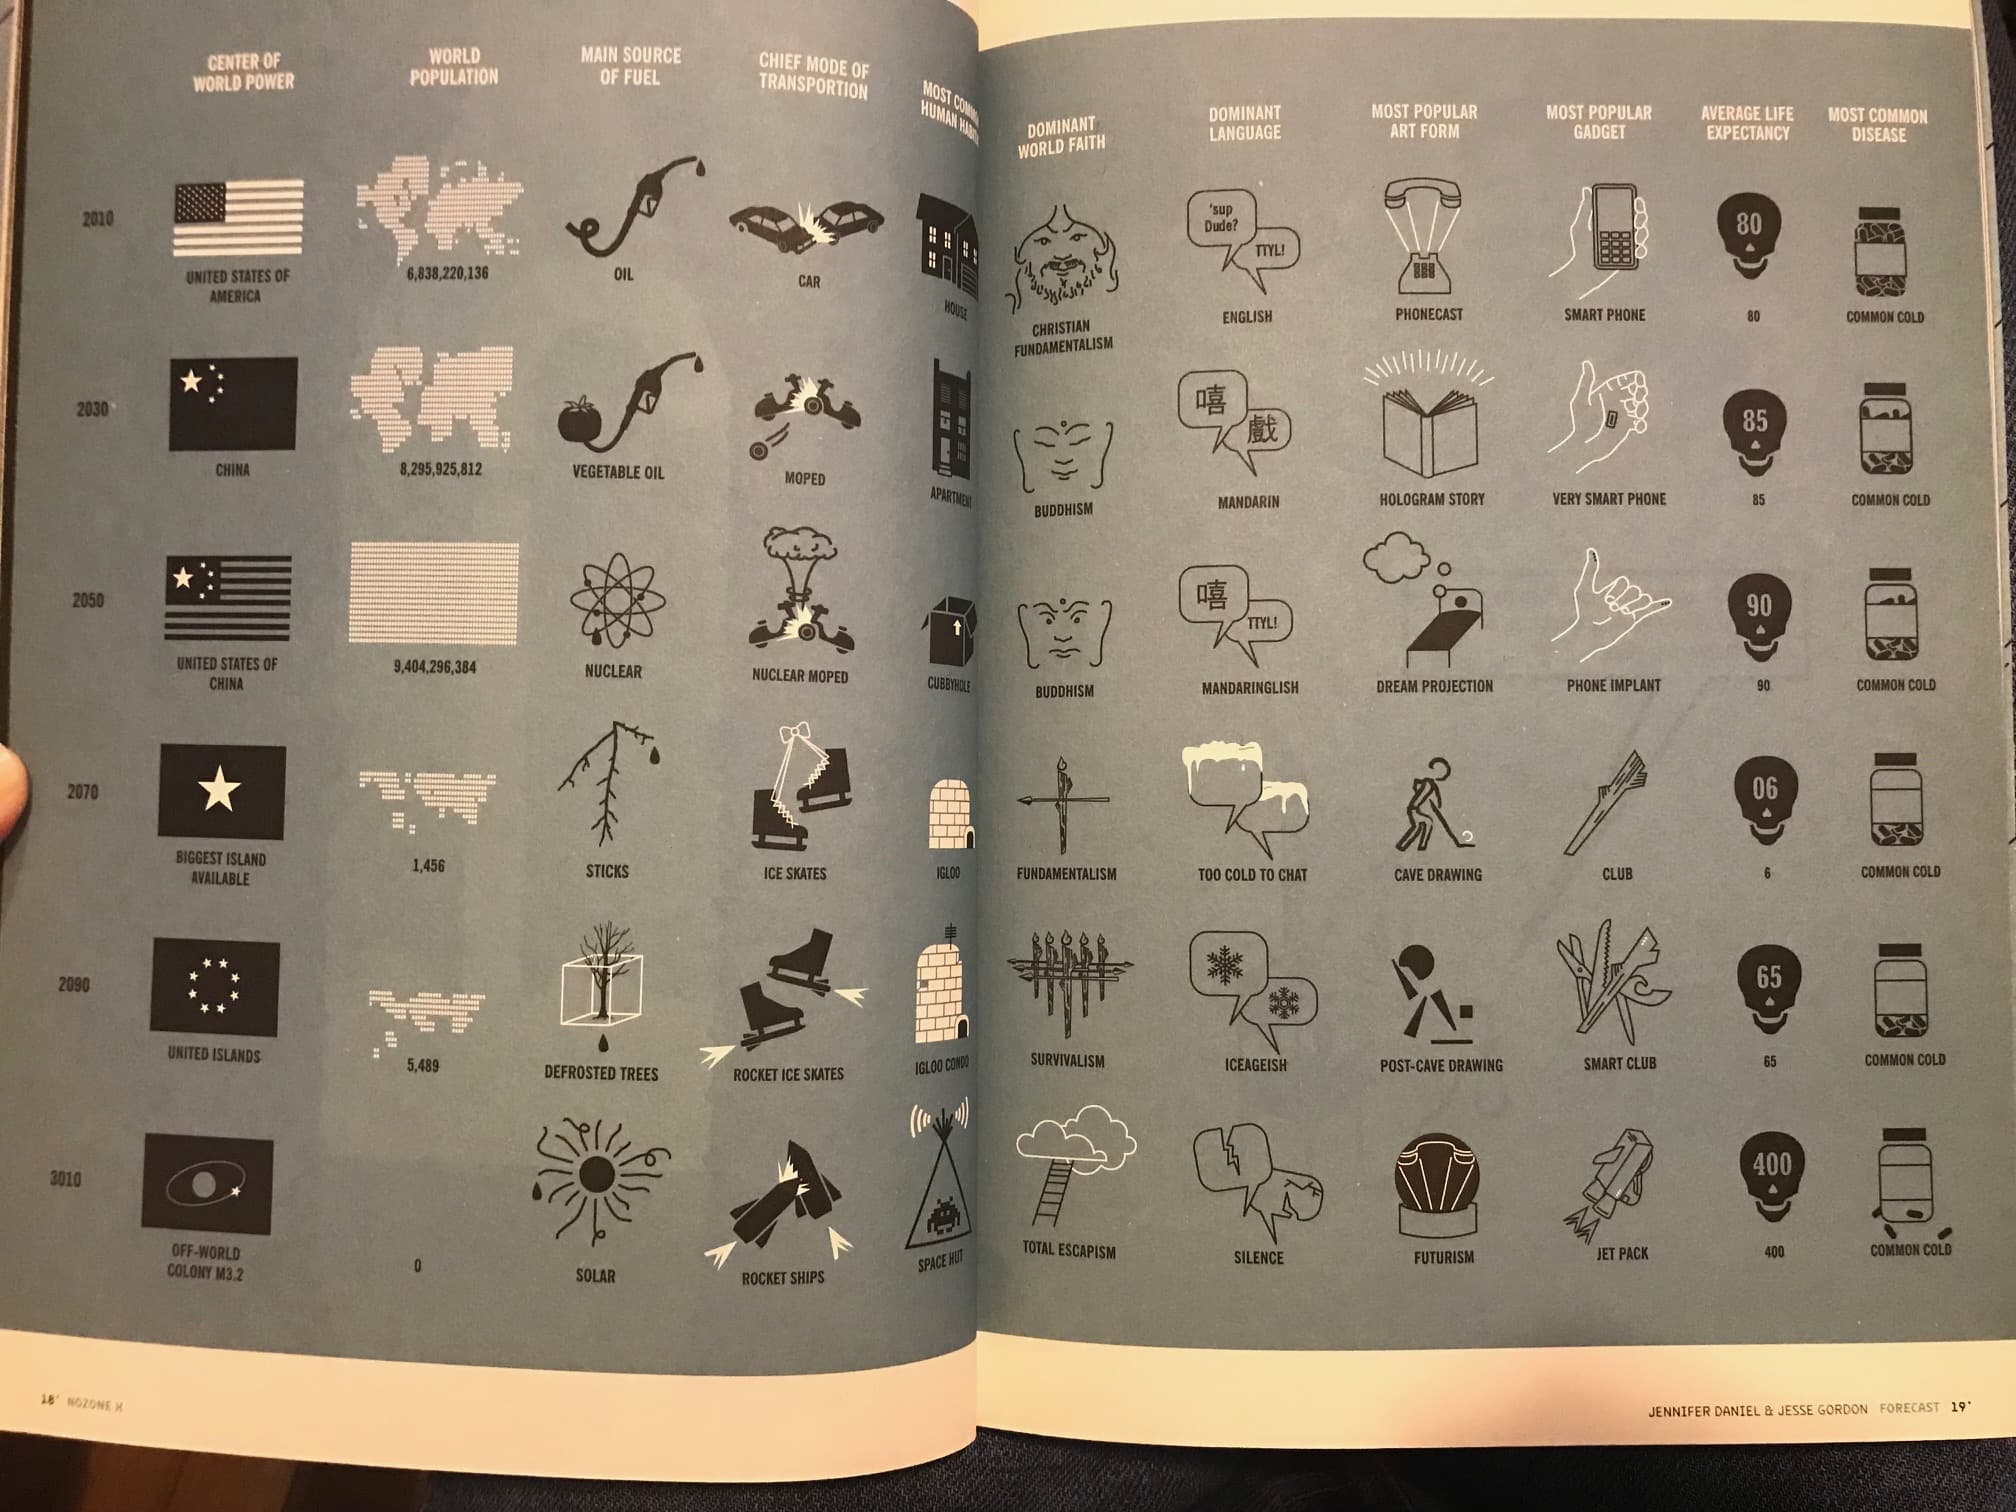 CENTER OF
WORLD POWER
WORLD
POPULATION
MAIN SOURCE
OF FUEL
CHIEF MODE OF
TRANSPORTION
MOST
HUMAN
DOMINANT
WORLD FAITH
DOMINANT
LANGUAGE
MOST POPULAR
ART FORM
MOST POPULAR
GADGET
AVERAGE LIFE
EXPECTANCY
MOST COMMON
DISEASE
2010
UNITED STATES OF
AMERICA
6,838,220,136
OIL
CAR
HOUSE
CHRISTIAN
FUNDAMENTALISM
'sup
Dude?
TTYL!
ENGLISH
PHONECAST
SMART PHONE
80
80
COMMON COLD
2030
CHINA
8,295,925,812
VEGETABLE OIL
MOPED
APARTMENT
BUDDHISM
嘻
戲
MANDARIN
HOLOGRAM STORY
VERY SMART PHONE
85
85
COMMON COLD
2050
UNITED STATES OF
CHINA
9,404,296,384
NUCLEAR
NUCLEAR MOPED
CUBBYHOLE
BUDDHISM
嘻
TTYL!
MANDARINGLISH
DREAM PROJECTION
PHONE IMPLANT
90
90
COMMON COLD
2070
BIGGEST ISLAND
AVAILABLE
1,456
STICKS
ICE SKATES
IGLOO
FUNDAMENTALISM
TOO COLD TO CHAT
CAVE DRAWING
CLUB
06
6
COMMON COLD
2090
UNITED ISLANDS
5,489
DEFROSTED TREES
ROCKET ICE SKATES
IGLOO CONDO
SURVIVALISM
ICEAGEISH
POST-CAVE DRAWING
SMART CLUB
65
65
COMMON COLD
3010
OFF-WORLD
COLONY M3.2
0
SOLAR
ROCKET SHIPS
SPACE HUT
TOTAL ESCAPISM
SILENCE
FUTURISM
JET PACK
400
400
COMMON COLD
18° NOZONE X
JENNIFER DANIEL & JESSE GORDON FORECAST 19°